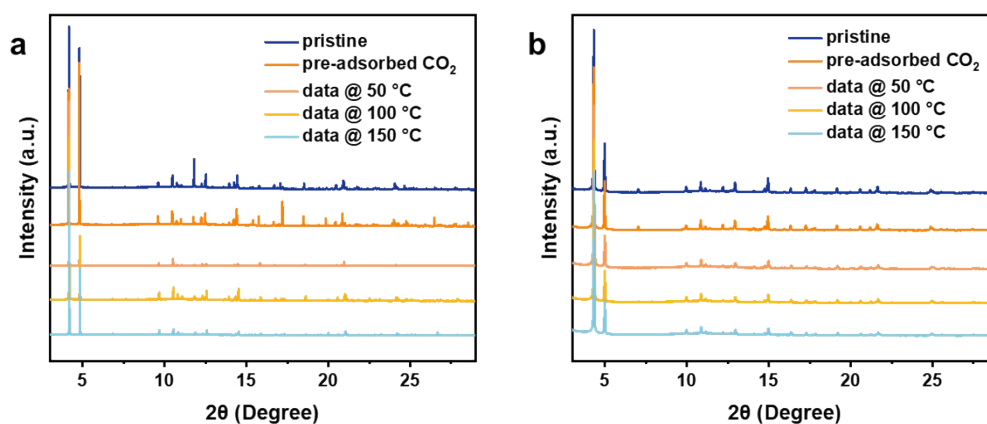 a
pristine
pre-adsorbed CO₂
data @ 50 °C
data @ 100 °C
data @ 150 °C
Intensity (a.u.)
5 10 15 20 25
2θ (Degree)
b
pristine
pre-adsorbed CO₂
data @ 50 °C
data @ 100 °C
data @ 150 °C
Intensity (a.u.)
5 10 15 20 25
2θ (Degree)